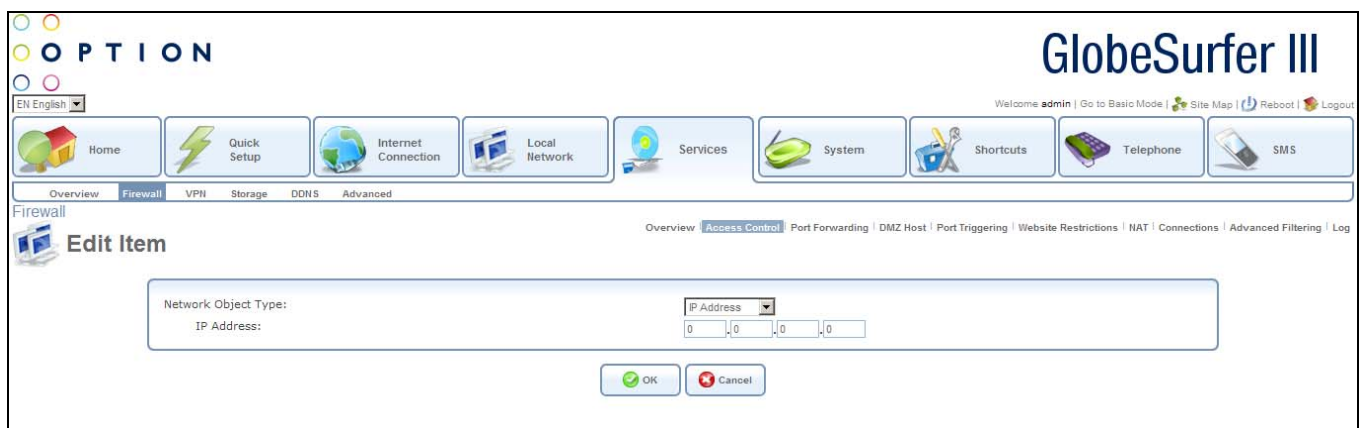 OPTION
GlobeSurfer III
EN English
Welcome admin | Go to Basic Mode | Site Map | Reboot | Logout
Home
Quick Setup
Internet Connection
Local Network
Services
System
Shortcuts
Telephone
SMS
Overview Firewall VPN Storage DDNS Advanced
Firewall
Overview | Access Control | Port Forwarding | DMZ Host | Port Triggering | Website Restrictions | NAT | Connections | Advanced Filtering | Log
Edit Item
Network Object Type: IP Address
IP Address: 0 . 0 . 0 . 0
OK Cancel